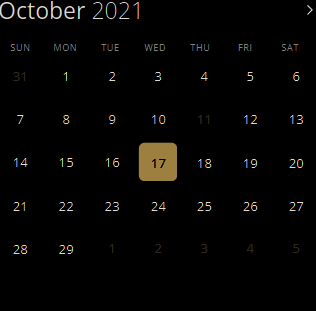 October 2021
SUN MON TUE WED THU FRI SAT
31 1 2 3 4 5 6
7 8 9 10 11 12 13
14 15 16 17 18 19 20
21 22 23 24 25 26 27
28 29 1 2 3 4 5